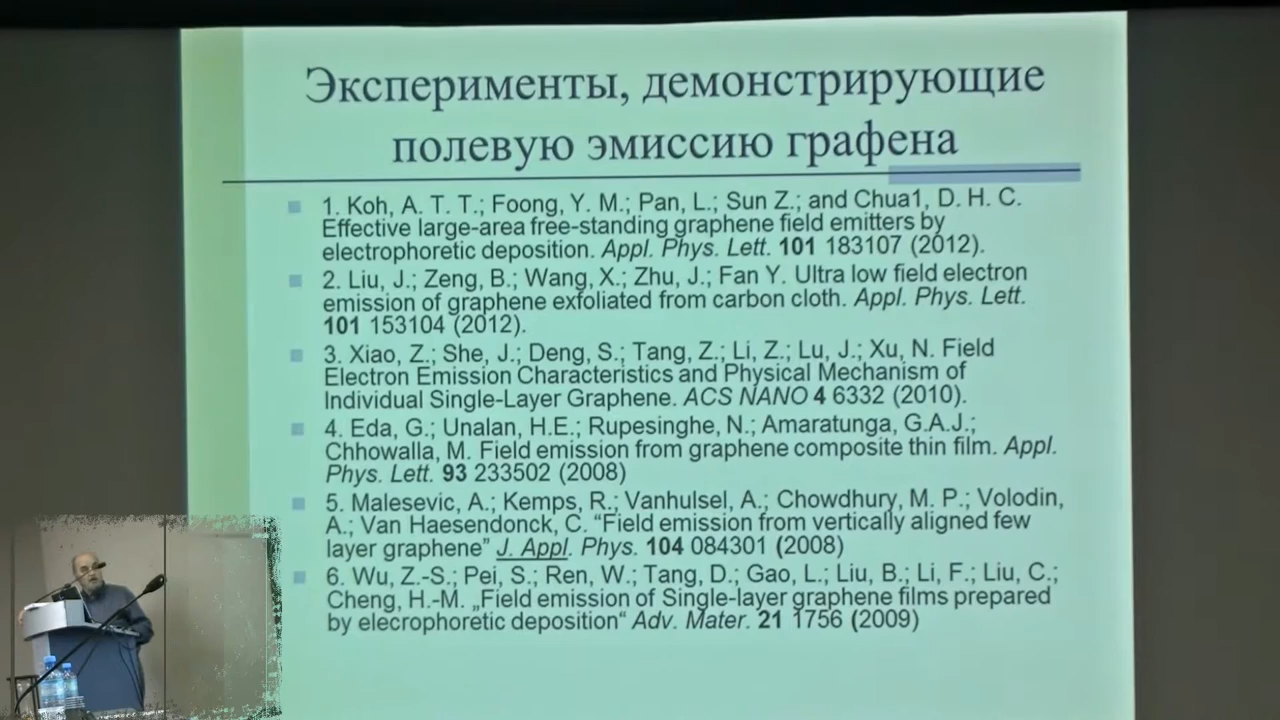 Эксперименты, демонстрирующие
полевую эмиссию графена
1. Koh, A. T. T.; Foong, Y. M.; Pan, L.; Sun Z.; and Chua1, D. H. C.
Effective large-area free-standing graphene field emitters by
electrophoretic deposition. Appl. Phys. Lett. 101 183107 (2012).
2. Liu, J.; Zeng, B.; Wang, X.; Zhu, J.; Fan Y. Ultra low field electron
emission of graphene exfoliated from carbon cloth. Appl. Phys. Lett.
101 153104 (2012).
3. Xiao, Z.; She, J.; Deng, S.; Tang, Z.; Li, Z.; Lu, J.; Xu, N. Field
Electron Emission Characteristics and Physical Mechanism of
Individual Single-Layer Graphene. ACS NANO 4 6332 (2010).
4. Eda, G.; Unalan, H.E.; Rupesinghe, N.; Amaratunga, G.A.J.;
Chhowalla, M. Field emission from graphene composite thin film. Appl.
Phys. Lett. 93 233502 (2008)
5. Malesevic, A.; Kemps, R.; Vanhulsel, A.; Chowdhury, M. P.; Volodin,
A.; Van Haesendonck, C. “Field emission from vertically aligned few
layer graphene” J. Appl. Phys. 104 084301 (2008)
6. Wu, Z.-S.; Pei, S.; Ren, W.; Tang, D.; Gao, L.; Liu, B.; Li, F.; Liu, C.;
Cheng, H.-M. „Field emission of Single-layer graphene films prepared
by elecrophoretic deposition“ Adv. Mater. 21 1756 (2009)